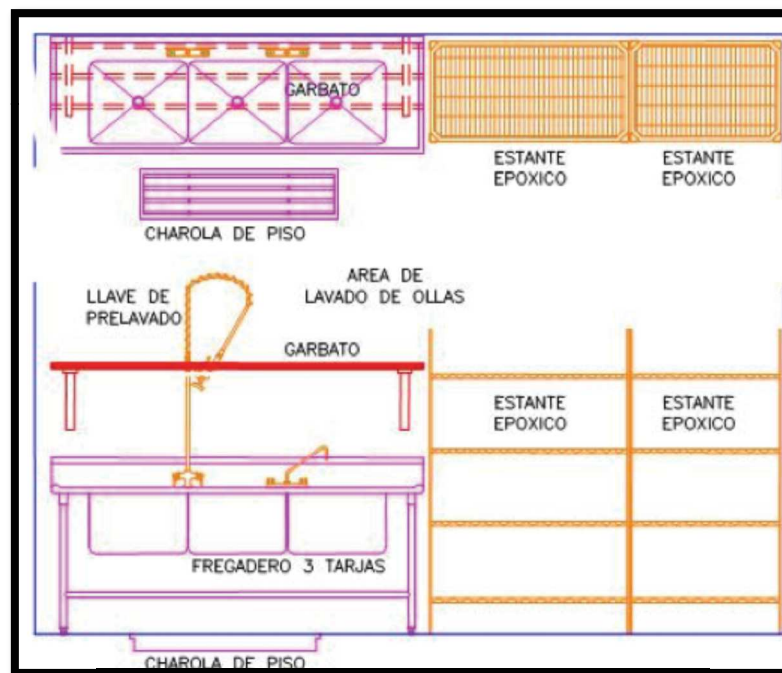 GARBATO
ESTANTE
EPOXICO
ESTANTE
EPOXICO
CHAROLA DE PISO
AREA DE
LAVADO DE OLLAS
LLAVE DE
PRELAVADO
GARBATO
ESTANTE
EPOXICO
ESTANTE
EPOXICO
FREGADERO 3 TARJAS
CHAROLA DE PISO